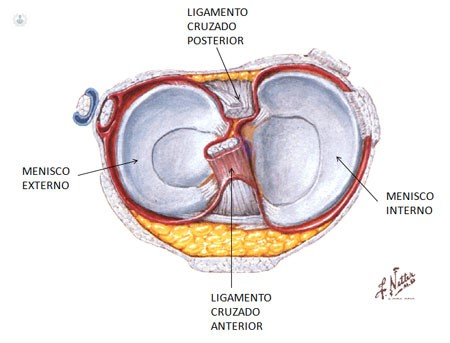 LIGAMENTO
CRUZADO
POSTERIOR
MENISCO
EXTERNO
MENISCO
INTERNO
LIGAMENTO
CRUZADO
ANTERIOR
F. Netter
M.D.